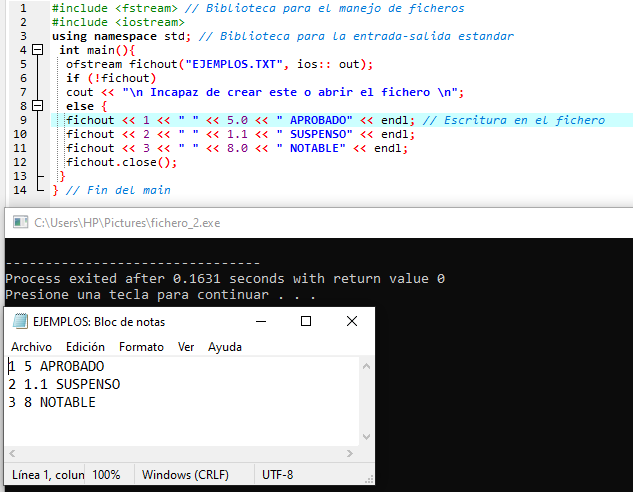 1 #include <fstream> // Biblioteca para el manejo de ficheros
2 #include <iostream>
3 using namespace std; // Biblioteca para la entrada-salida estandar
4 int main(){
5 ofstream fichout("EJEMPLOS.TXT", ios:: out);
6 if (!fichout)
7 cout << "\n Incapaz de crear este o abrir el fichero \n";
8 else {
9 fichout << 1 << " " << 5.0 << " APROBADO" << endl; // Escritura en el fichero
10 fichout << 2 << " " << 1.1 << " SUSPENSO" << endl;
11 fichout << 3 << " " << 8.0 << " NOTABLE" << endl;
12 fichout.close();
13 }
14 } // Fin del main
C:\Users\HP\Pictures\fichero_2.exe
--------------------------------
Process exited after 0.1631 seconds with return value 0
Presione una tecla para continuar . . .
EJEMPLOS: Bloc de notas
Archivo Edición Formato Ver Ayuda
1 5 APROBADO
2 1.1 SUSPENSO
3 8 NOTABLE
Línea 1, colun 100% Windows (CRLF) UTF-8